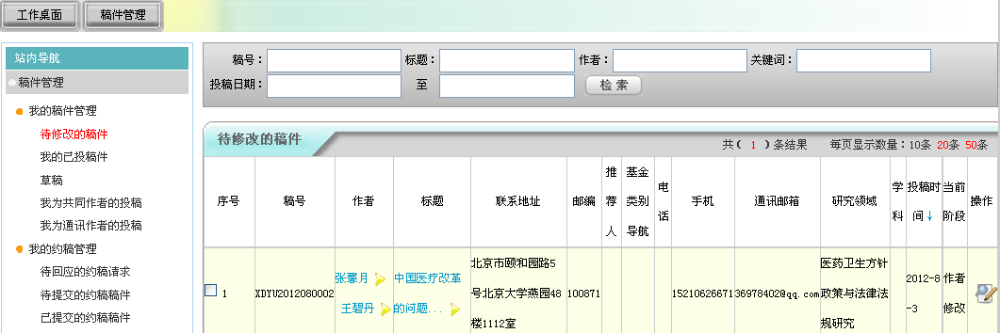 工作桌面 稿件管理
站内导航
稿件管理
我的稿件管理
待修改的稿件
我的已投稿件
草稿
我为共同作者的投稿
我为通讯作者的投稿
我的约稿管理
待回应的约稿请求
待提交的约稿稿件
已提交的约稿稿件
稿号： 标题： 作者： 关键词：
投稿日期： 至 检 索
待修改的稿件
共( 1 )条结果 每页显示数量：10条 20条 50条
序号 稿号 作者 标题 联系地址 邮编 推荐人 基金类别导航 电话 手机 通讯邮箱 研究领域 学科 投稿时间↓ 当前阶段 操作
1 XDYU2012080002 张馨月 王碧丹 中国医疗改革的问题... 北京市颐和园路5号北京大学燕园48楼1112室 100871 15210626671 36978402@qq.com 医药卫生方针政策与法律法规研究 2012-8-3 作者修改